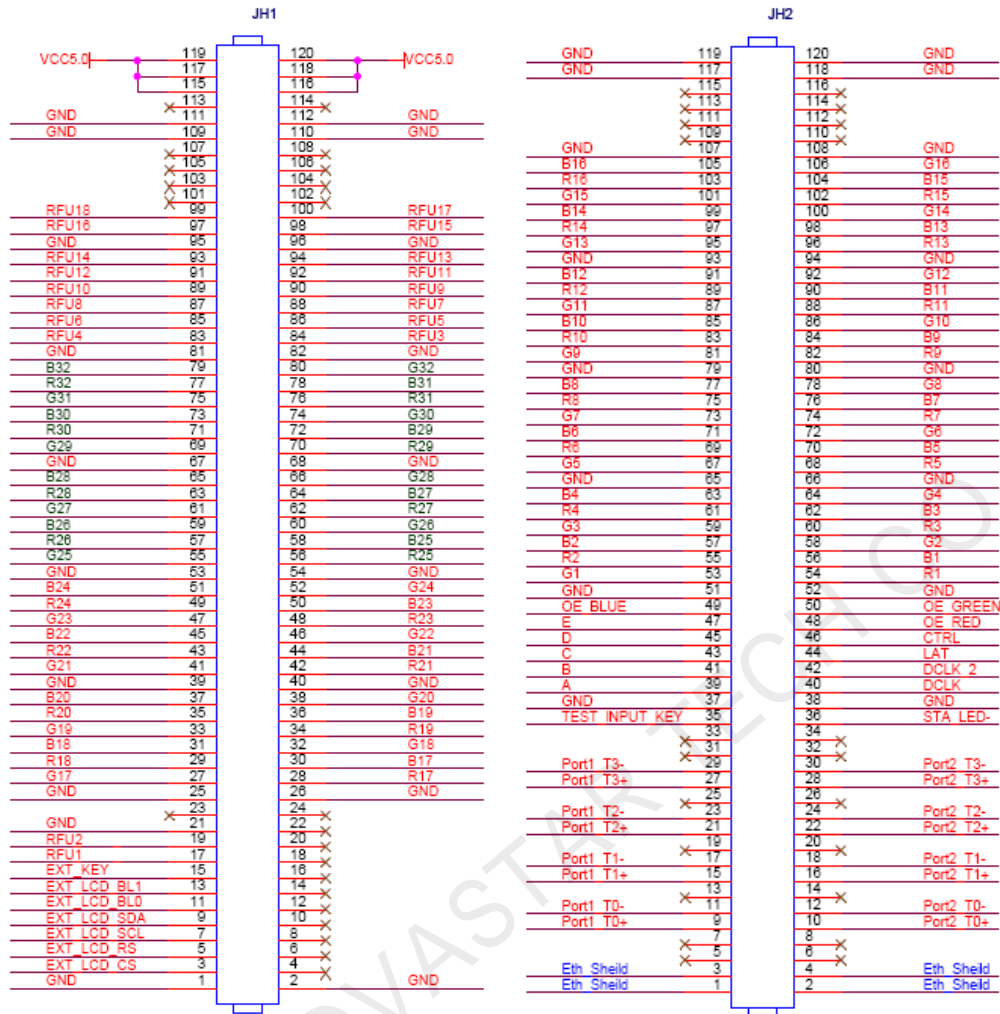 JH1
VCC5.0 119 120 VCC5.0
117 118
115 116
113 114
GND 111 112 GND
GND 109 110 GND
107 108
105 106
103 104
101 102
RFU18 99 100 RFU17
RFU16 97 98 RFU15
GND 95 96 GND
RFU14 93 94 RFU13
RFU12 91 92 RFU11
RFU10 89 90 RFU9
RFU8 87 88 RFU7
RFU6 85 86 RFU5
RFU4 83 84 RFU3
GND 81 82 GND
B32 79 80 G32
R32 77 78 B31
G31 75 76 R31
B30 73 74 G30
R30 71 72 B29
G29 69 70 R29
GND 67 68 GND
B28 65 66 G28
R28 63 64 B27
G27 61 62 R27
B26 59 60 G26
R26 57 58 B25
G25 55 56 R25
GND 53 54 GND
B24 51 52 G24
R24 49 50 B23
G23 47 48 R23
B22 45 46 G22
R22 43 44 B21
G21 41 42 R21
GND 39 40 GND
B20 37 38 G20
R20 35 36 B19
G19 33 34 R19
B18 31 32 G18
R18 29 30 B17
G17 27 28 R17
GND 25 26 GND
23 24
GND 21 22
RFU2 19 20
RFU1 17 18
EXT_KEY 15 16
EXT_LCD_BL1 13 14
EXT_LCD_BL0 11 12
EXT_LCD_SDA 9 10
EXT_LCD_SCL 7 8
EXT_LCD_RS 5 6
EXT_LCD_CS 3 4
GND 1 2 GND
JH2
GND 119 120 GND
GND 117 118 GND
115 116
113 114
111 112
109 110
GND 107 108 GND
B16 105 106 G16
R16 103 104 B15
G15 101 102 R15
B14 99 100 G14
R14 97 98 B13
G13 95 96 R13
GND 93 94 GND
B12 91 92 G12
R12 89 90 B11
G11 87 88 R11
B10 85 86 G10
R10 83 84 B9
G9 81 82 R9
GND 79 80 GND
B8 77 78 G8
R8 75 76 B7
G7 73 74 R7
B6 71 72 G6
R6 69 70 B5
G5 67 68 R5
GND 65 66 GND
B4 63 64 G4
R4 61 62 B3
G3 59 60 R3
B2 57 58 G2
R2 55 56 B1
G1 53 54 R1
GND 51 52 GND
OE_BLUE 49 50 OE_GREEN
E 47 48 OE_RED
D 45 46 CTRL
C 43 44 LAT
B 41 42 DCLK_2
A 39 40 DCLK
GND 37 38 GND
TEST_INPUT_KEY 35 36 STA_LED-
33 34
31 32
Port1_T3- 29 30 Port2_T3-
Port1_T3+ 27 28 Port2_T3+
25 26
Port1_T2- 23 24 Port2_T2-
Port1_T2+ 21 22 Port2_T2+
19 20
Port1_T1- 17 18 Port2_T1-
Port1_T1+ 15 16 Port2_T1+
13 14
Port1_T0- 11 12 Port2_T0-
Port1_T0+ 9 10 Port2_T0+
7 8
5 6
Eth_Sheild 3 4 Eth_Sheild
Eth_Sheild 1 2 Eth_Sheild
OVASTAR TECH CO